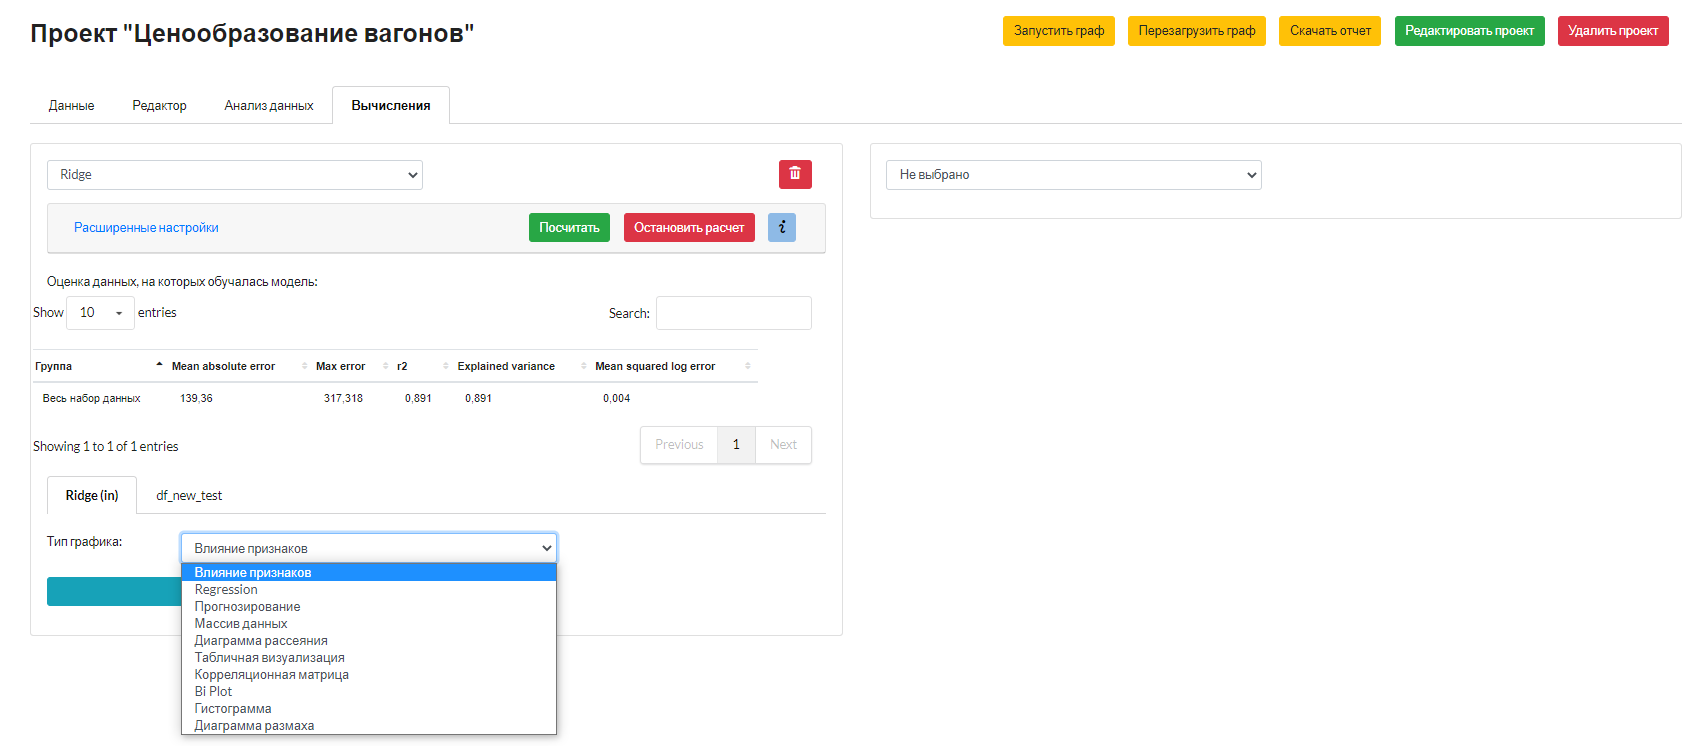 Проект "Ценообразование вагонов"
Запустить граф
Перезагрузить граф
Скачать отчет
Редактировать проект
Удалить проект
Данные
Редактор
Анализ данных
Вычисления
Ridge
Не выбрано
Расширенные настройки
Посчитать
Остановить расчет
i
Оценка данных, на которых обучалась модель:
Show 10 entries
Search:
Группа Mean absolute error Max error r2 Explained variance Mean squared log error
Весь набор данных 139,36 317,318 0,891 0,891 0,004
Showing 1 to 1 of 1 entries
Previous 1 Next
Ridge (in)
df_new_test
Тип графика:
Влияние признаков
Влияние признаков
Regression
Прогнозирование
Массив данных
Диаграмма рассеяния
Табличная визуализация
Корреляционная матрица
Bi Plot
Гистограмма
Диаграмма размаха